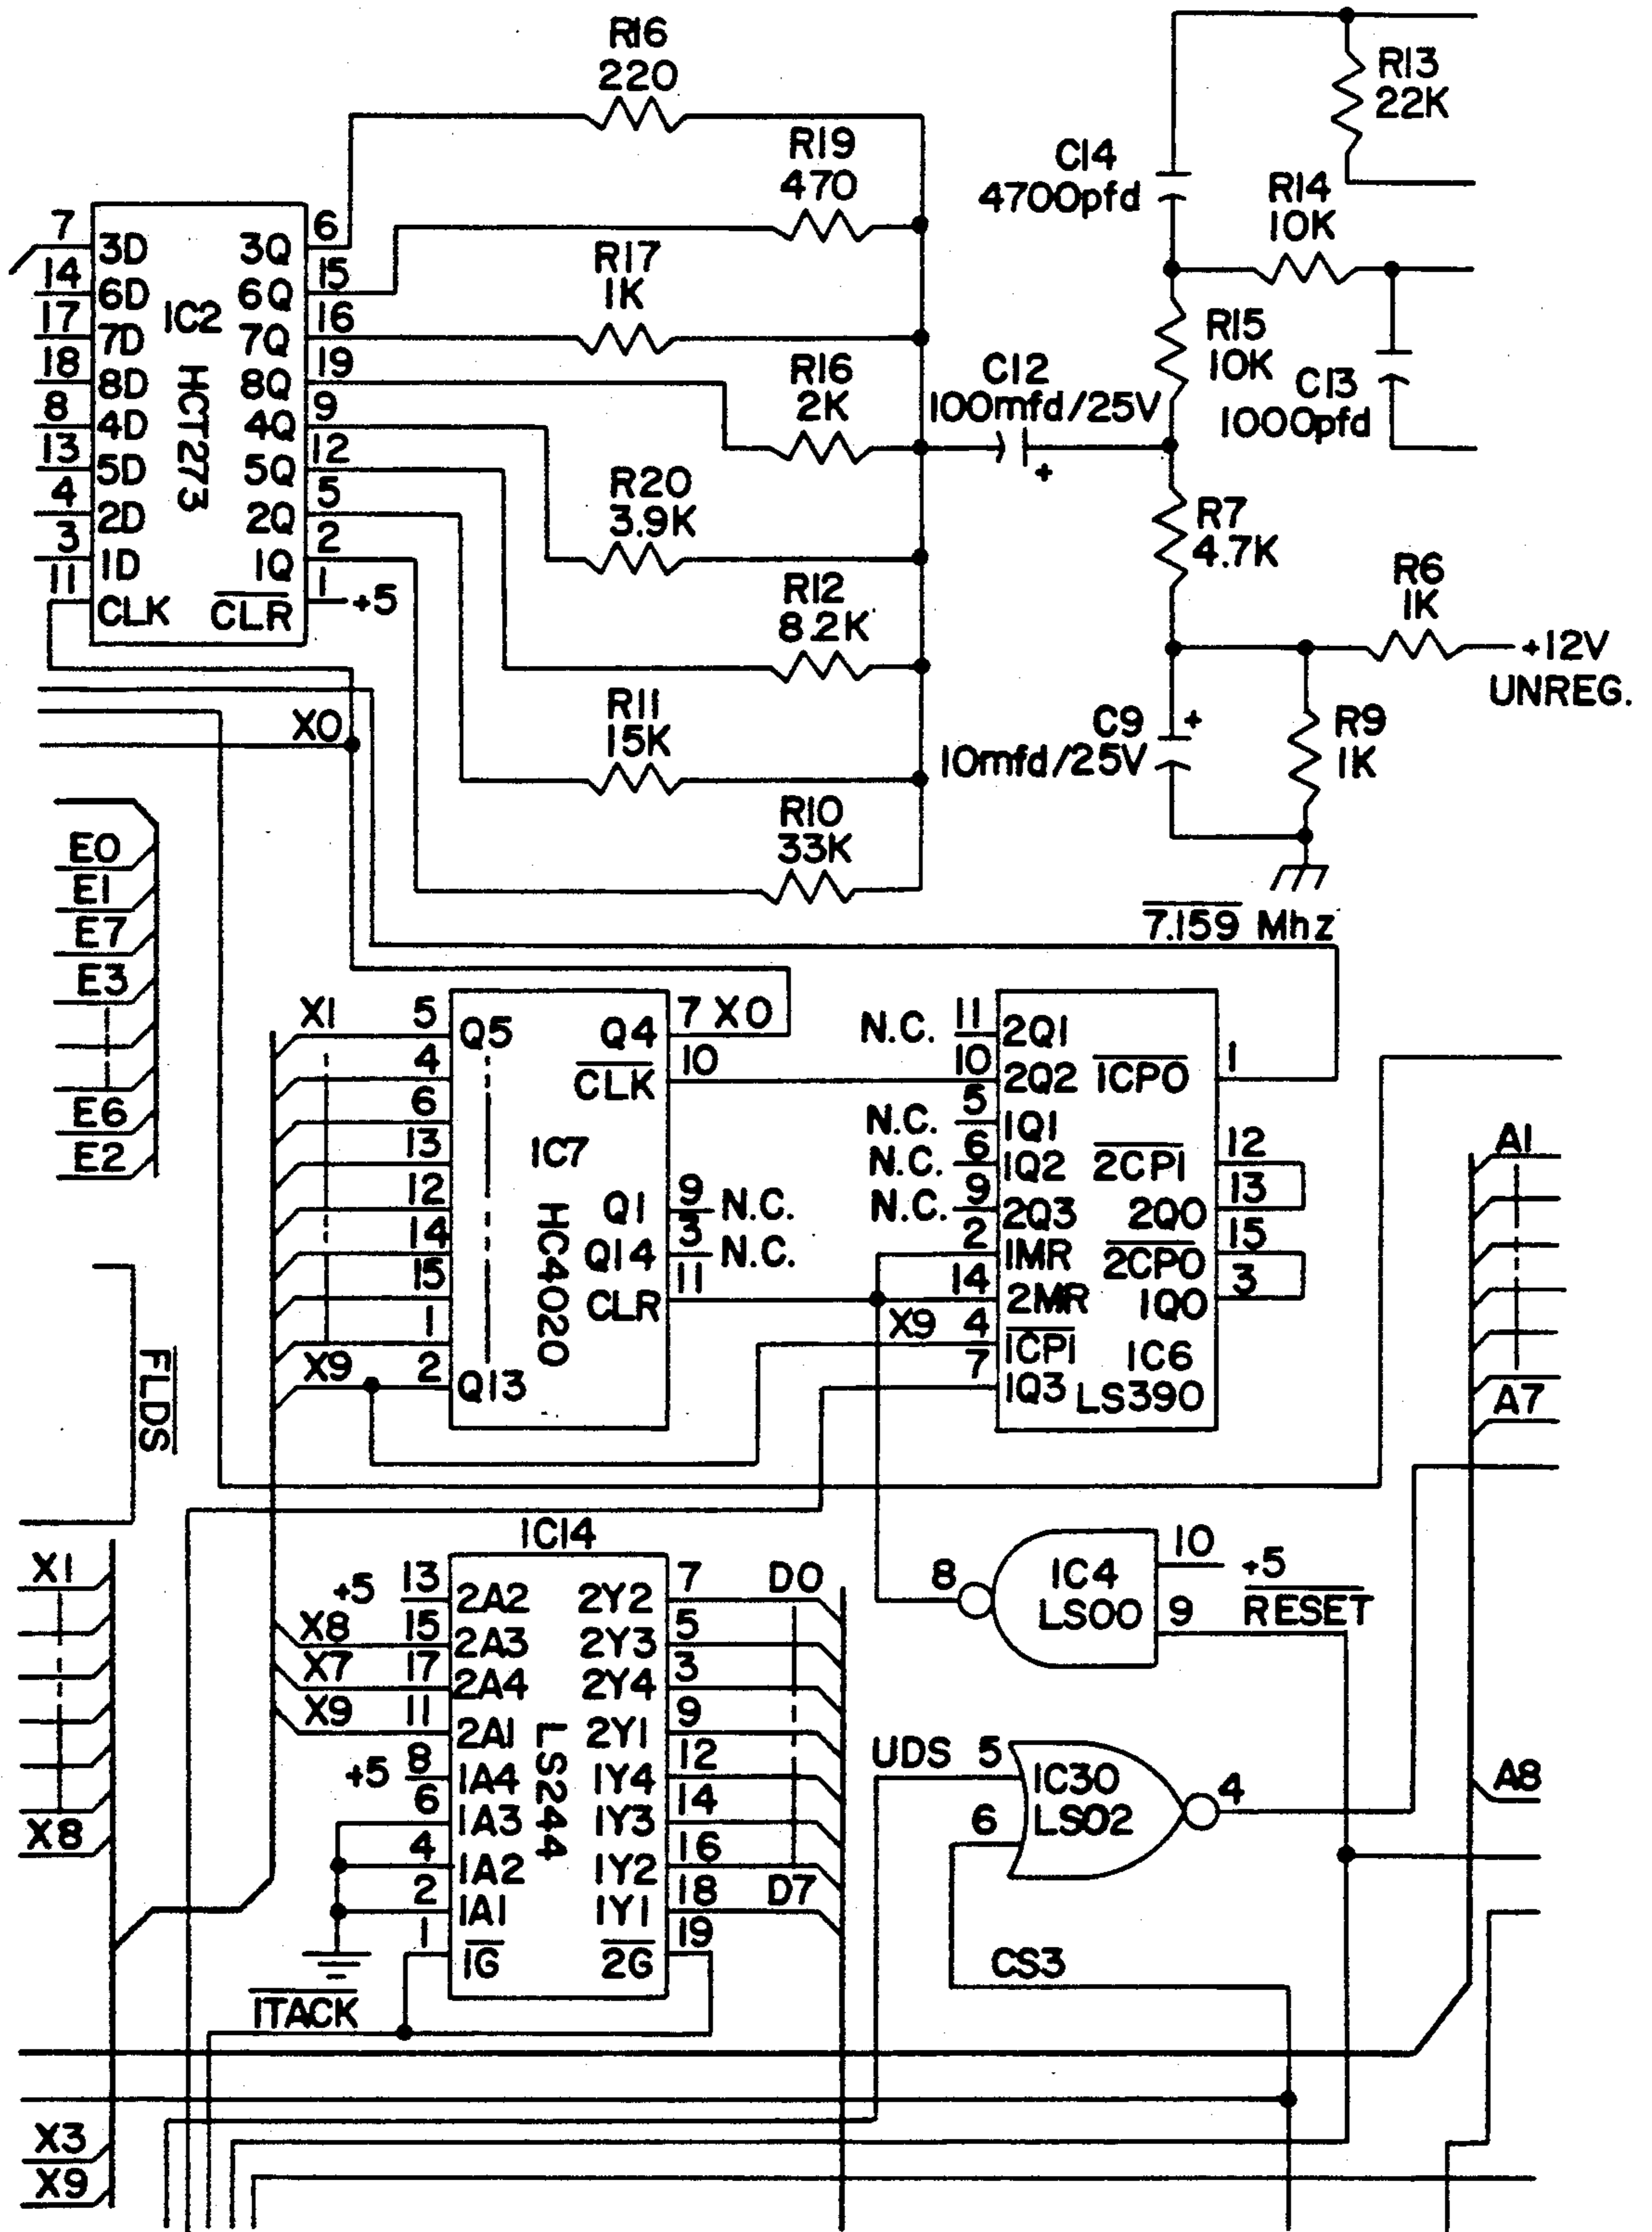 R16
220
R19
470
R17
1K
R16
2K
R20
3.9K
R12
8.2K
R11
15K
R10
33K
C12
100mfd/25V
C14
4700pfd
R13
22K
R14
10K
R15
10K
C13
1000pfd
R7
4.7K
R6
1K
+12V
UNREG.
C9
+
10mfd/25V
R9
1K
+
7 3D 3Q 6
14 6D 6Q 15
17 7D 7Q 16
18 8D 8Q 19
8 4D 4Q 9
13 5D 5Q 12
4 2D 2Q 5
3 1D 1Q 2
11 CLK CLR 1 +5
IC2
HCT273
X0
E0
E1
E7
E3
E6
E2
7.159 Mhz
X1 5 Q5 Q4 7 X0
4 CLK 10
6
13
12 Q1 9 N.C.
14 Q14 3 N.C.
15 CLR 11
1
X9 2 Q13
IC7
HC4020
N.C. 11 2Q1
10 2Q2 1CP0 1
N.C. 5 1Q1
N.C. 6 1Q2 2CP1 12
N.C. 9 2Q3 2Q0 13
2 1MR 2CP0 15
14 2MR 1Q0 3
X9 4 1CP1
7 1Q3
IC6
LS390
A1
A7
A8
FLDS
X1
X8
X3
X9
IC14
+5 13 2A2 2Y2 7 D0
X8 15 2A3 2Y3 5
X7 17 2A4 2Y4 3
X9 11 2A1 2Y1 9
+5 8 1A4 1Y4 12
6 1A3 1Y3 14
4 1A2 1Y2 16
2 1A1 1Y1 18 D7
1 1G 2G 19
LS244
ITACK
8
IC4
LS00
10 +5
9 RESET
UDS 5
6
IC30
LS02
4
CS3